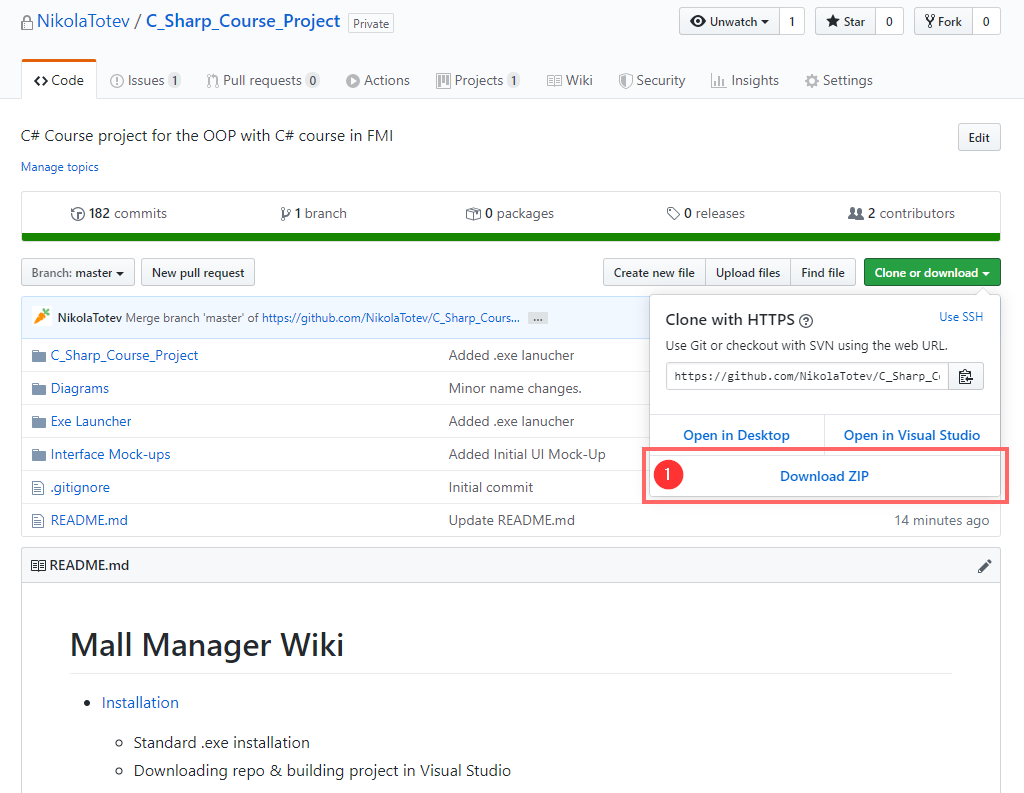 NikolaTotev / C_Sharp_Course_Project Private Unwatch 1 Star 0 Fork 0
Code Issues 1 Pull requests 0 Actions Projects 1 Wiki Security Insights Settings
C# Course project for the OOP with C# course in FMI Edit
Manage topics
182 commits 1 branch 0 packages 0 releases 2 contributors
Branch: master New pull request Create new file Upload files Find file Clone or download
NikolaTotev Merge branch 'master' of https://github.com/NikolaTotev/C_Sharp_Cours... ...
Clone with HTTPS ? Use SSH
Use Git or checkout with SVN using the web URL.
https://github.com/NikolaTotev/C_Sharp_Co
Open in Desktop Open in Visual Studio
1 Download ZIP
C_Sharp_Course_Project Added .exe lanucher
Diagrams Minor name changes.
Exe Launcher Added .exe lanucher
Interface Mock-ups Added Initial UI Mock-Up
.gitignore Initial commit
README.md Update README.md 14 minutes ago
README.md
Mall Manager Wiki
• Installation
○ Standard .exe installation
○ Downloading repo & building project in Visual Studio